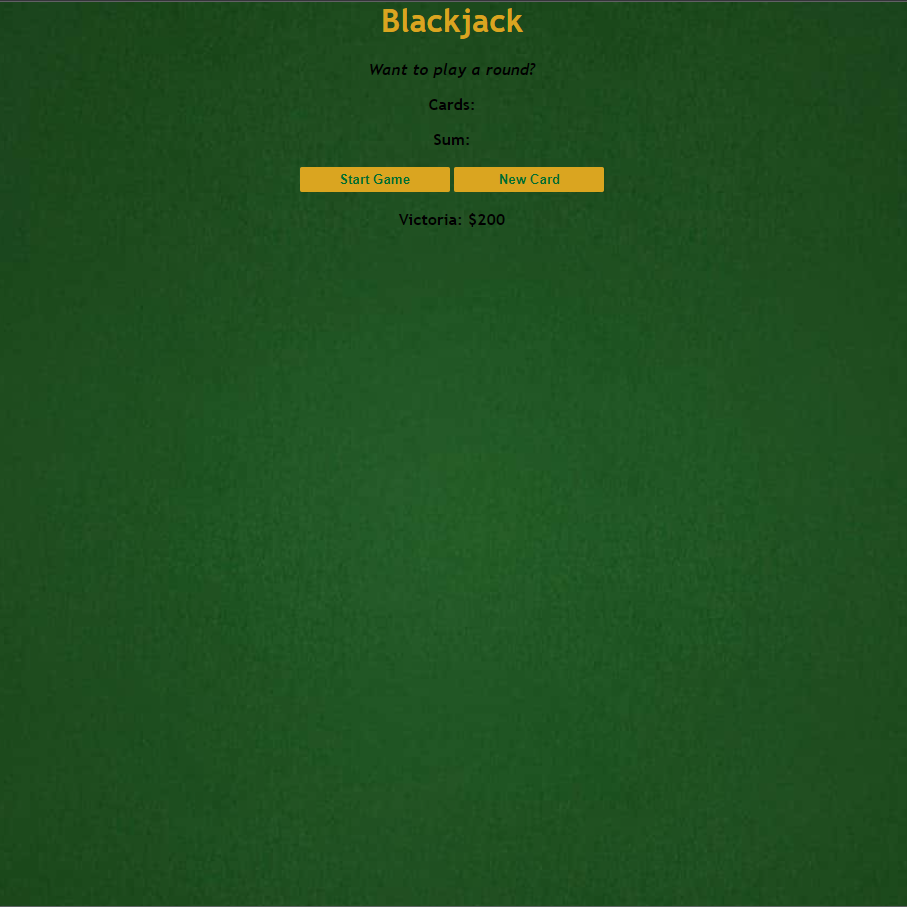 Blackjack
Want to play a round?
Cards:
Sum:
Start Game New Card
Victoria: $200